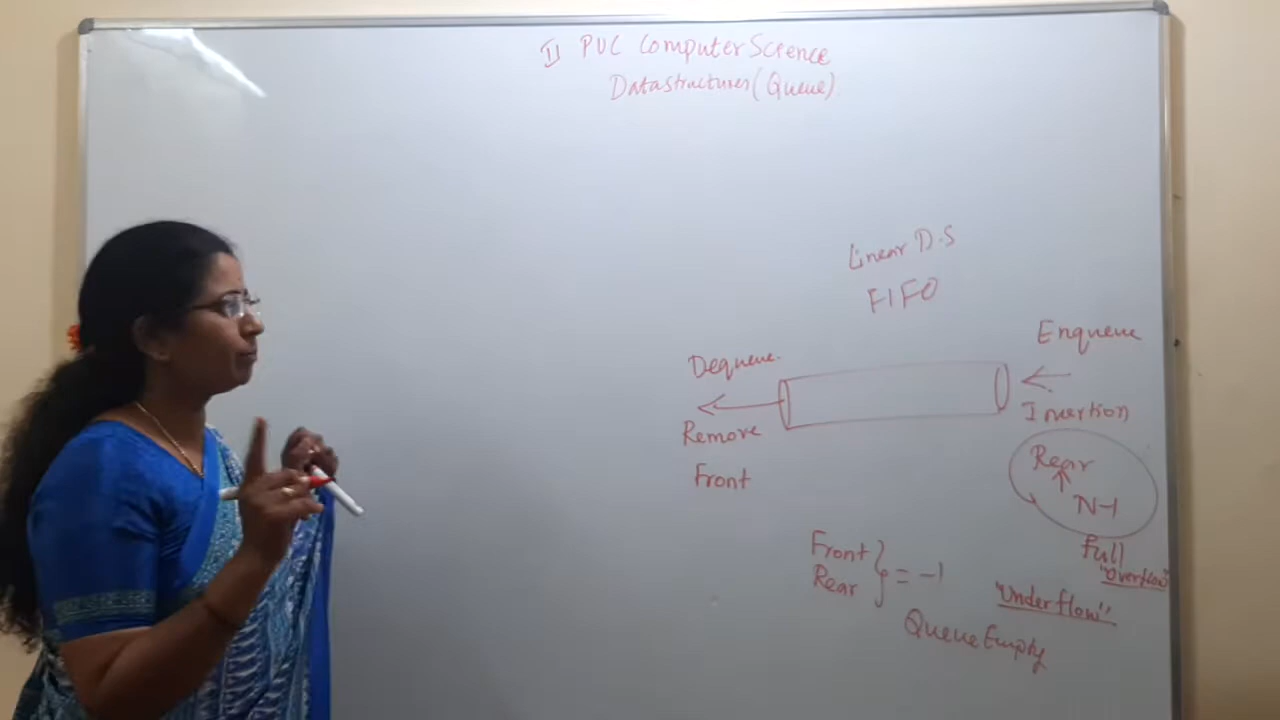 II PUC Computer Science
Datastructures (Queue)
Linear D.S
FIFO
Enqueue
Dequeue
Insertion
Remove
Rear
Front
N-1
Full
"Overflow"
Front
Rear
= -1
"Underflow"
Queue Empty